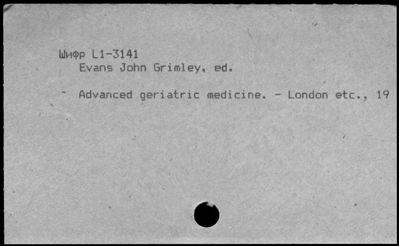 Шифр L1-3141
Evans John Grimley, ed.
- Advanced geriatric medicine. - London etc., 19